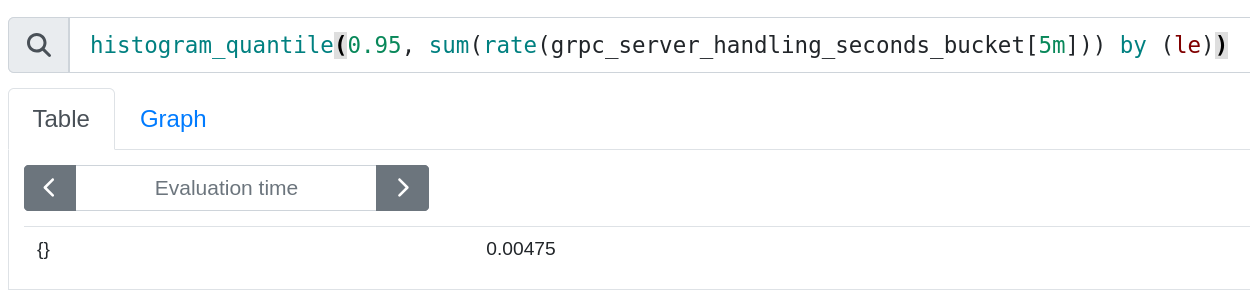 histogram_quantile(0.95, sum(rate(grpc_server_handling_seconds_bucket[5m])) by (le))
Table Graph
Evaluation time
{} 0.00475